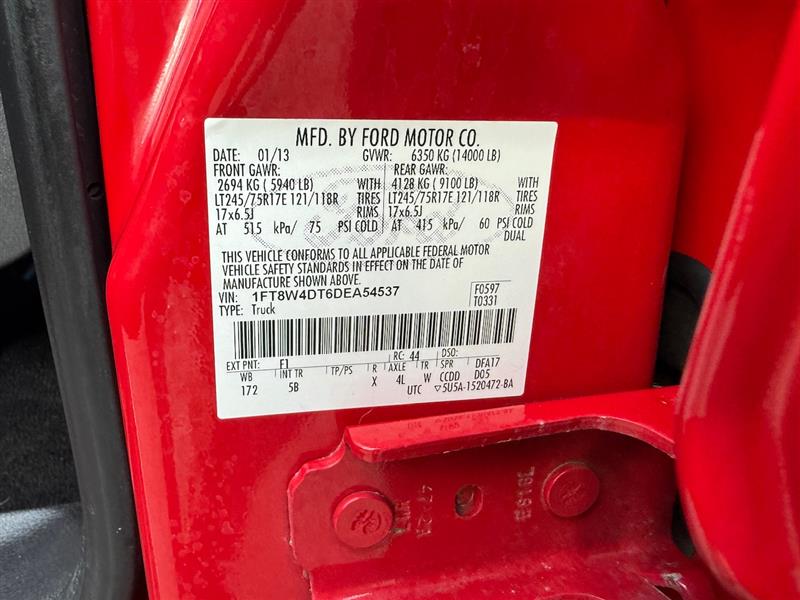 MFD. BY FORD MOTOR CO.
DATE: 01/13 GVWR: 6350 KG (14000 LB)
FRONT GAWR: REAR GAWR:
2694 KG ( 5940 LB) WITH 4128 KG ( 9100 LB) WITH
LT245/75R17E 121/118R TIRES LT245/75R17E 121/118R TIRES
17x6.5J RIMS 17x6.5J RIMS
AT 515 kPa/ 75 PSI COLD AT 415 kPa/ 60 PSI COLD
DUAL
THIS VEHICLE CONFORMS TO ALL APPLICABLE FEDERAL MOTOR
VEHICLE SAFETY STANDARDS IN EFFECT ON THE DATE OF
MANUFACTURE SHOWN ABOVE.
VIN: 1FT8W4DT6DEA54537 F0597
TYPE: Truck T0331
EXT PNT: F1 RC: 44 DSO:
WB INT TR TP/PS R AXLE TR SPR DFA17
172 5B X 4L W CCDD D05
UTC ▽5U5A-1520472-BA